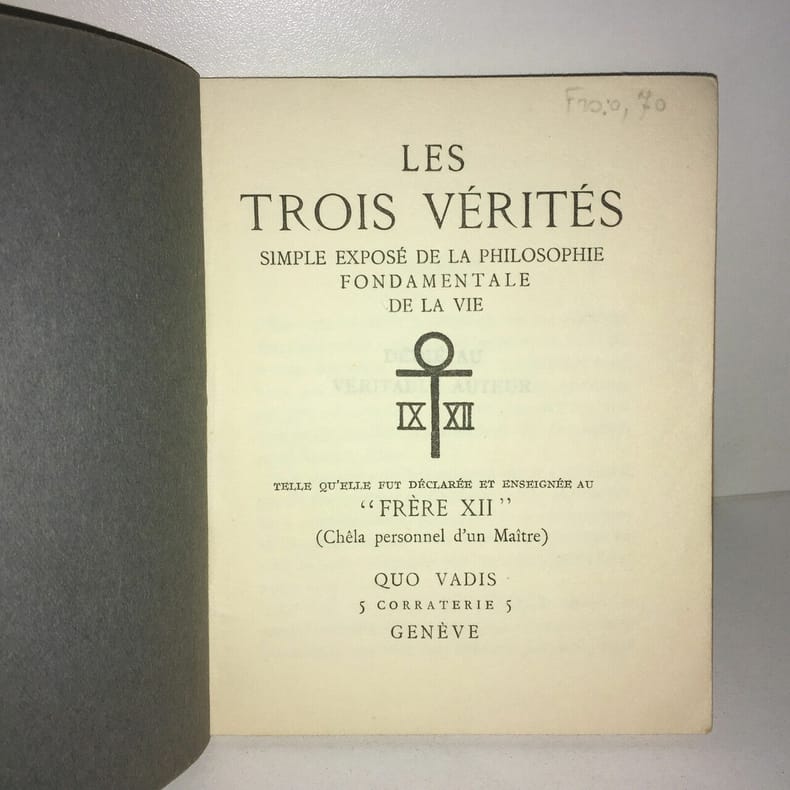 LES
TROIS VÉRITÉS
SIMPLE EXPOSÉ DE LA PHILOSOPHIE
FONDAMENTALE
DE LA VIE
IX XII
TELLE QU'ELLE FUT DÉCLARÉE ET ENSEIGNÉE AU
"FRÈRE XII"
(Chêla personnel d'un Maître)
QUO VADIS
5 CORRATERIE 5
GENÈVE